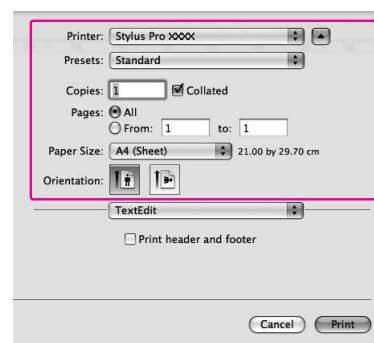 Printer: Stylus Pro XXXX
Presets: Standard
Copies: 1 Collated
Pages: All
From: 1 to: 1
Paper Size: A4 (Sheet) 21.00 by 29.70 cm
Orientation:
TextEdit
Print header and footer
Cancel Print